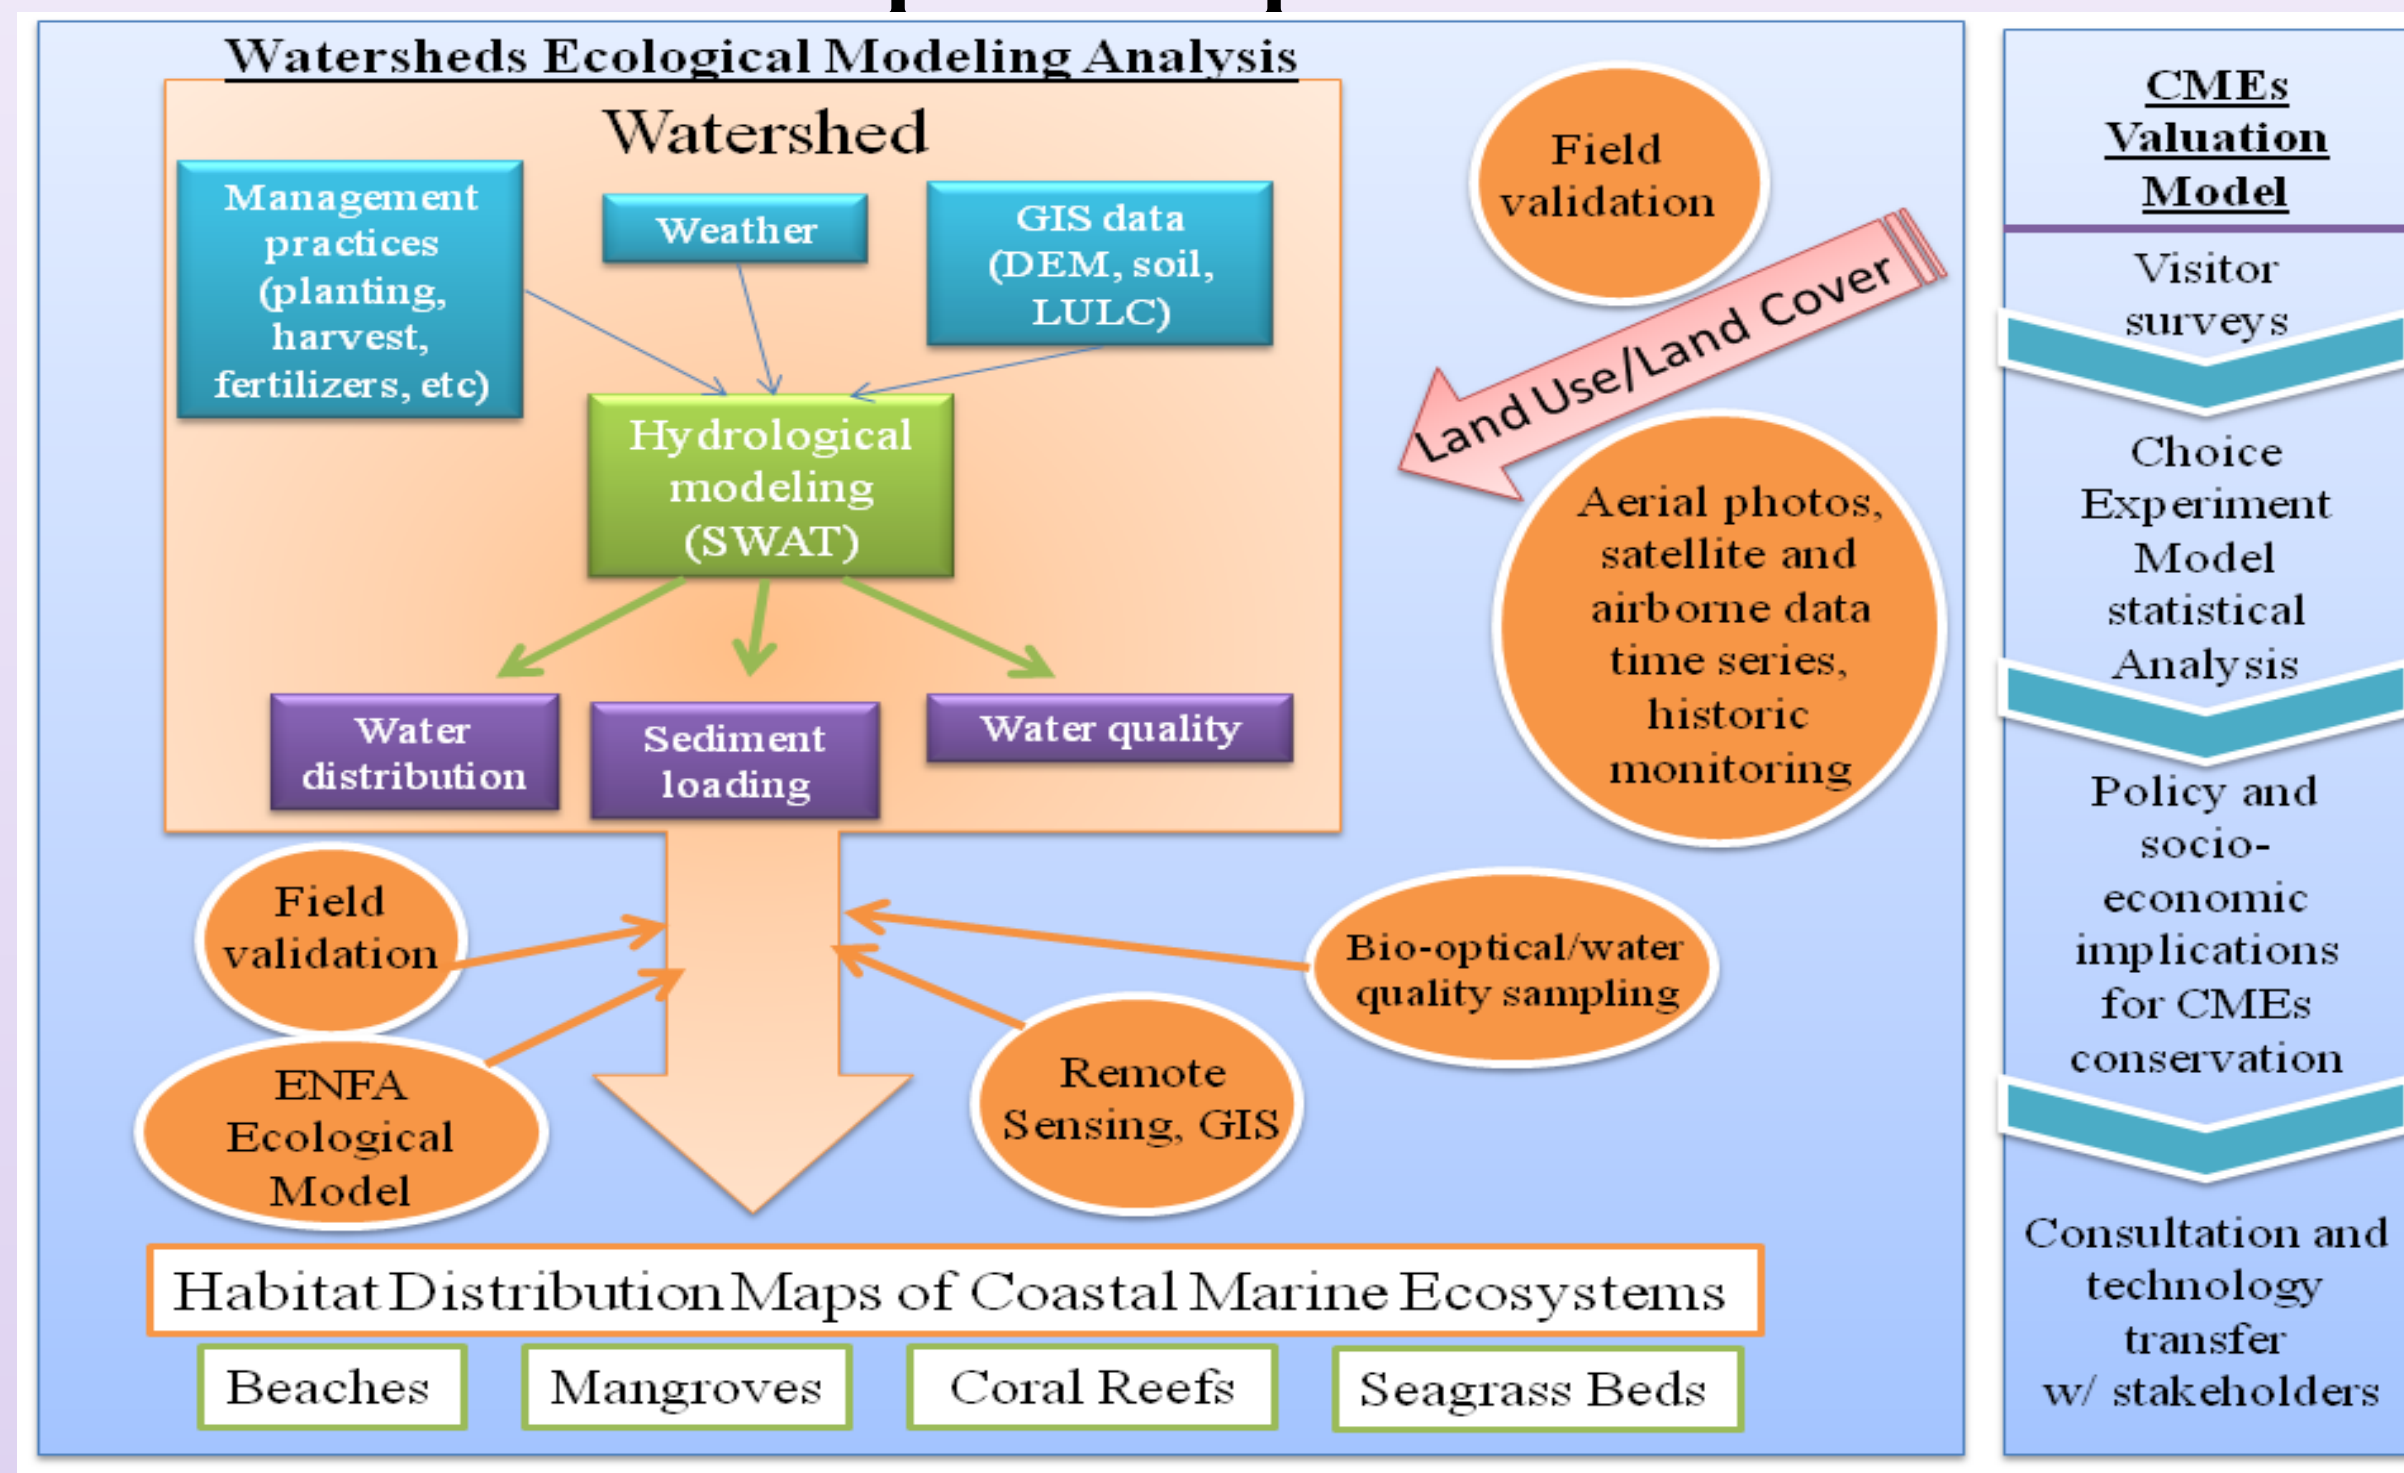 Watersheds Ecological Modeling Analysis
Watershed
Management
practices
(planting,
harvest,
fertilizers, etc)
Weather
GIS data
(DEM, soil,
LULC)
Hydrological
modeling
(SWAT)
Water
distribution
Sediment
loading
Water quality
Field
validation
Land Use/Land Cover
Aerial photos,
satellite and
airborne data
time series,
historic
monitoring
Field
validation
ENFA
Ecological
Model
Remote
Sensing, GIS
Bio-optical/water
quality sampling
Habitat Distribution Maps of Coastal Marine Ecosystems
Beaches
Mangroves
Coral Reefs
Seagrass Beds
CMEs
Valuation
Model
Visitor
surveys
Choice
Experiment
Model
statistical
Analysis
Policy and
socio-
economic
implications
for CMEs
conservation
Consultation and
technology
transfer
w/ stakeholders